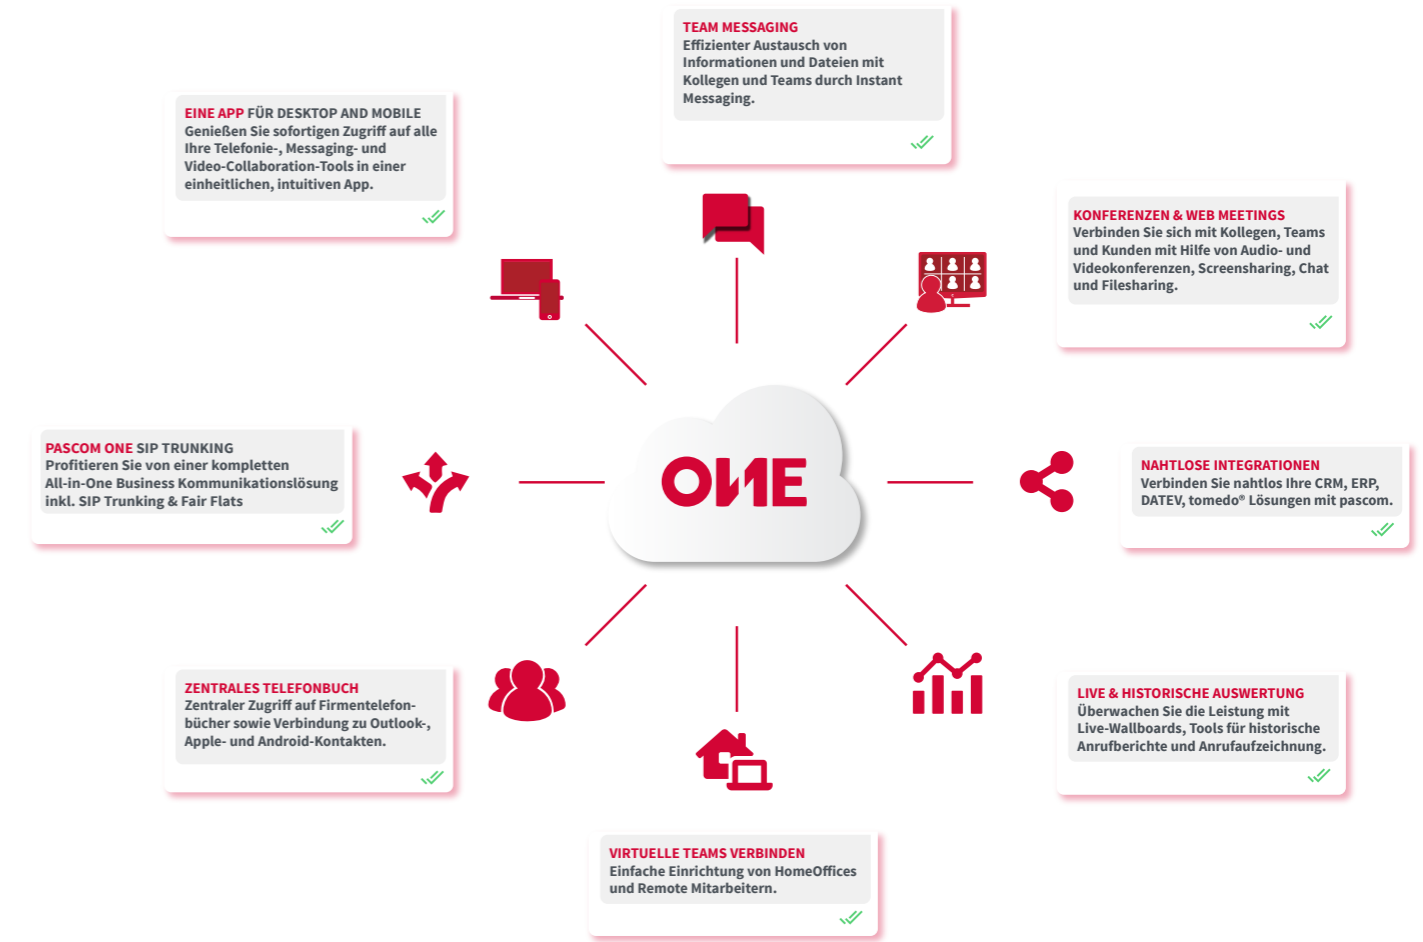 TEAM MESSAGING
Effizienter Austausch von
Informationen und Dateien mit
Kollegen und Teams durch Instant
Messaging.
EINE APP FÜR DESKTOP AND MOBILE
Genießen Sie sofortigen Zugriff auf alle
Ihre Telefonie-, Messaging- und
Video-Collaboration-Tools in einer
einheitlichen, intuitiven App.
KONFERENZEN & WEB MEETINGS
Verbinden Sie sich mit Kollegen, Teams
und Kunden mit Hilfe von Audio- und
Videokonferenzen, Screensharing, Chat
und Filesharing.
PASCOM ONE SIP TRUNKING
Profitieren Sie von einer kompletten
All-in-One Business Kommunikationslösung
inkl. SIP Trunking & Fair Flats
ONE
NAHTLOSE INTEGRATIONEN
Verbinden Sie nahtlos Ihre CRM, ERP,
DATEV, tomedo® Lösungen mit pascom.
ZENTRALES TELEFONBUCH
Zentraler Zugriff auf Firmentelefon-
bücher sowie Verbindung zu Outlook-,
Apple- und Android-Kontakten.
LIVE & HISTORISCHE AUSWERTUNG
Überwachen Sie die Leistung mit
Live-Wallboards, Tools für historische
Anrufberichte und Anrufaufzeichnung.
VIRTUELLE TEAMS VERBINDEN
Einfache Einrichtung von HomeOffices
und Remote Mitarbeitern.